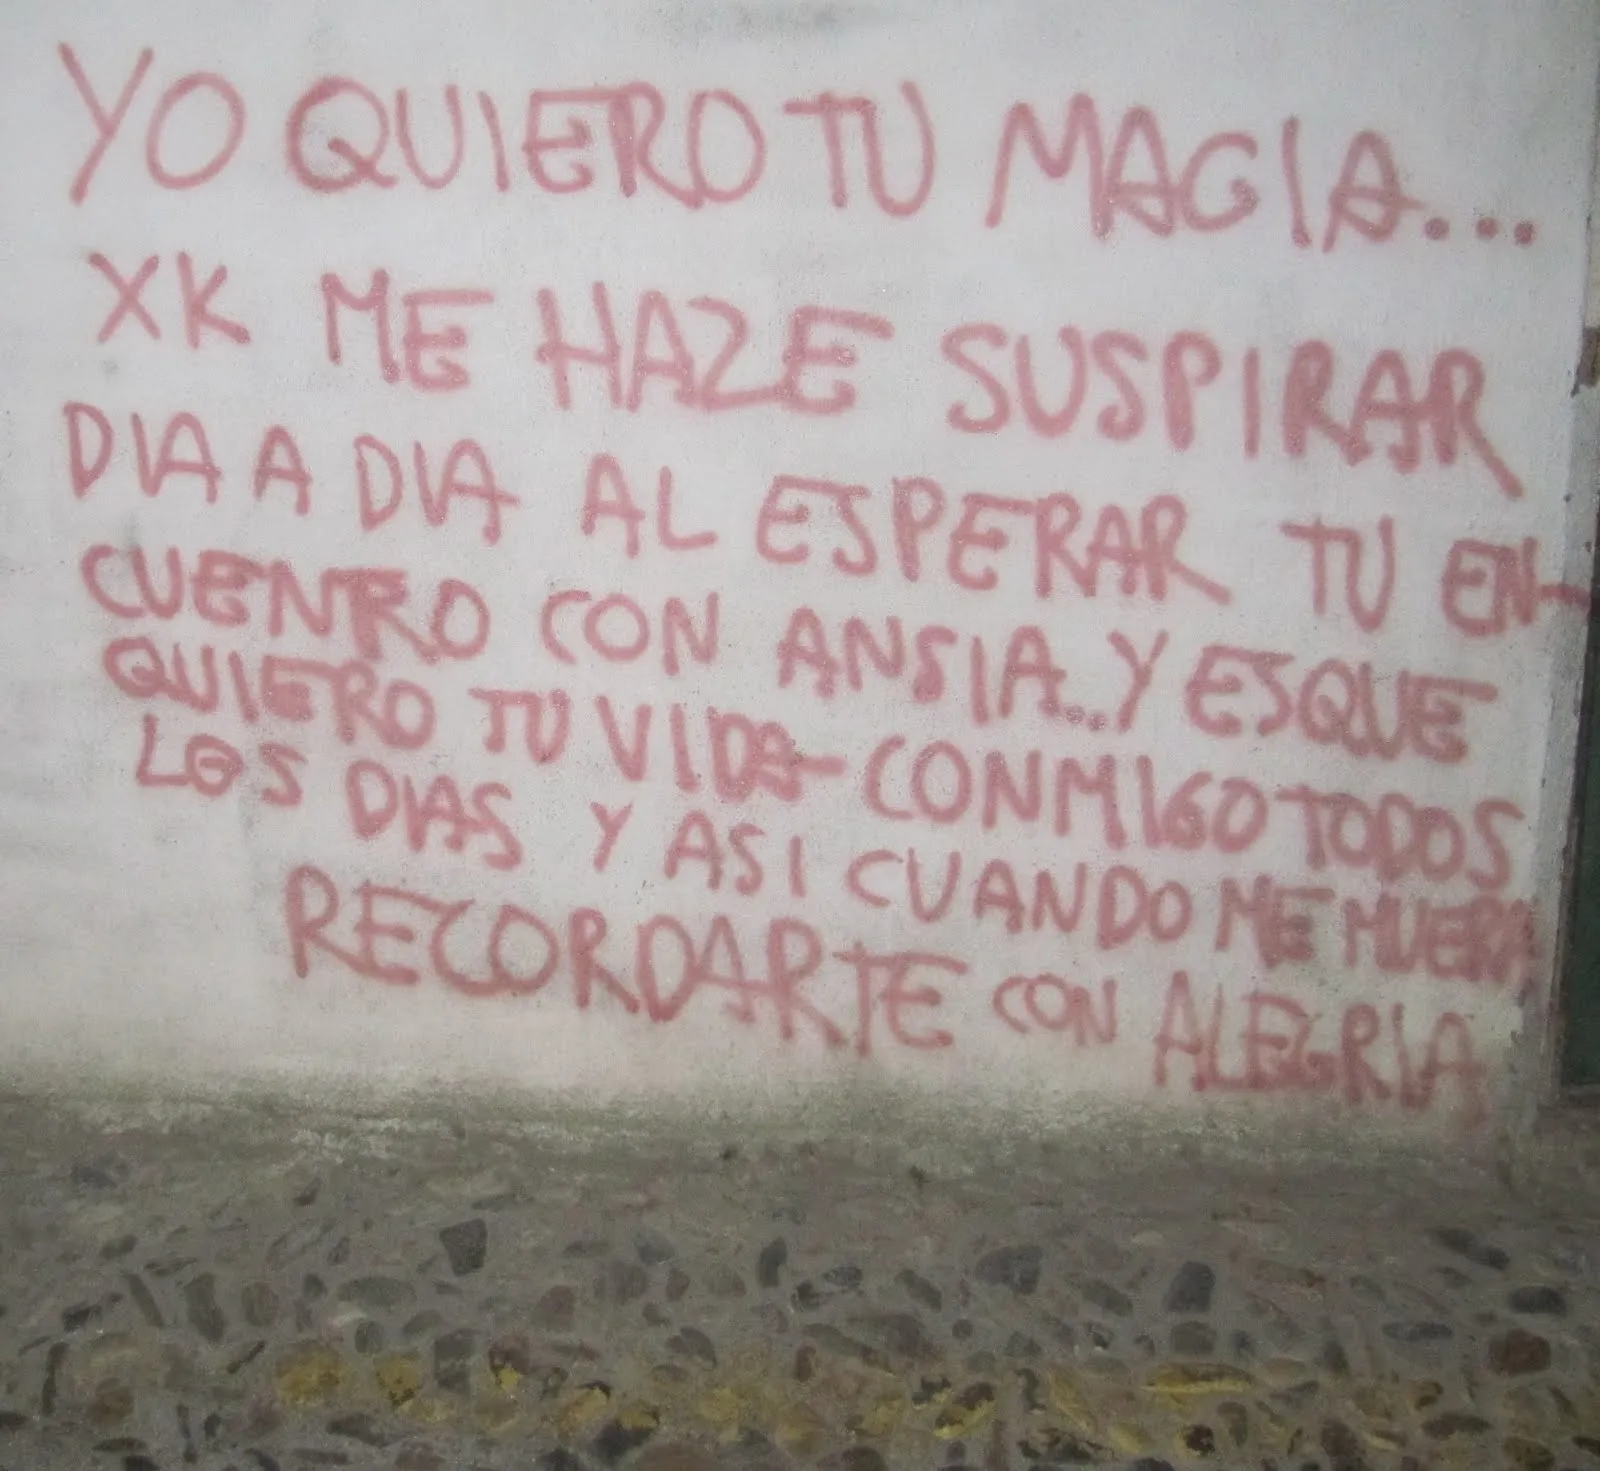 YO QUIERO TU MAGIA...
XK ME HAZE SUSPIRAR
DIA A DIA AL ESPERAR TU EN-
CUENTRO CON ANSIA..Y ESQUE
QUIERO TU VIDA-CONMIGO TODOS
LOS DIAS Y ASI CUANDO ME MUERA
RECORDARTE CON ALEGRIA